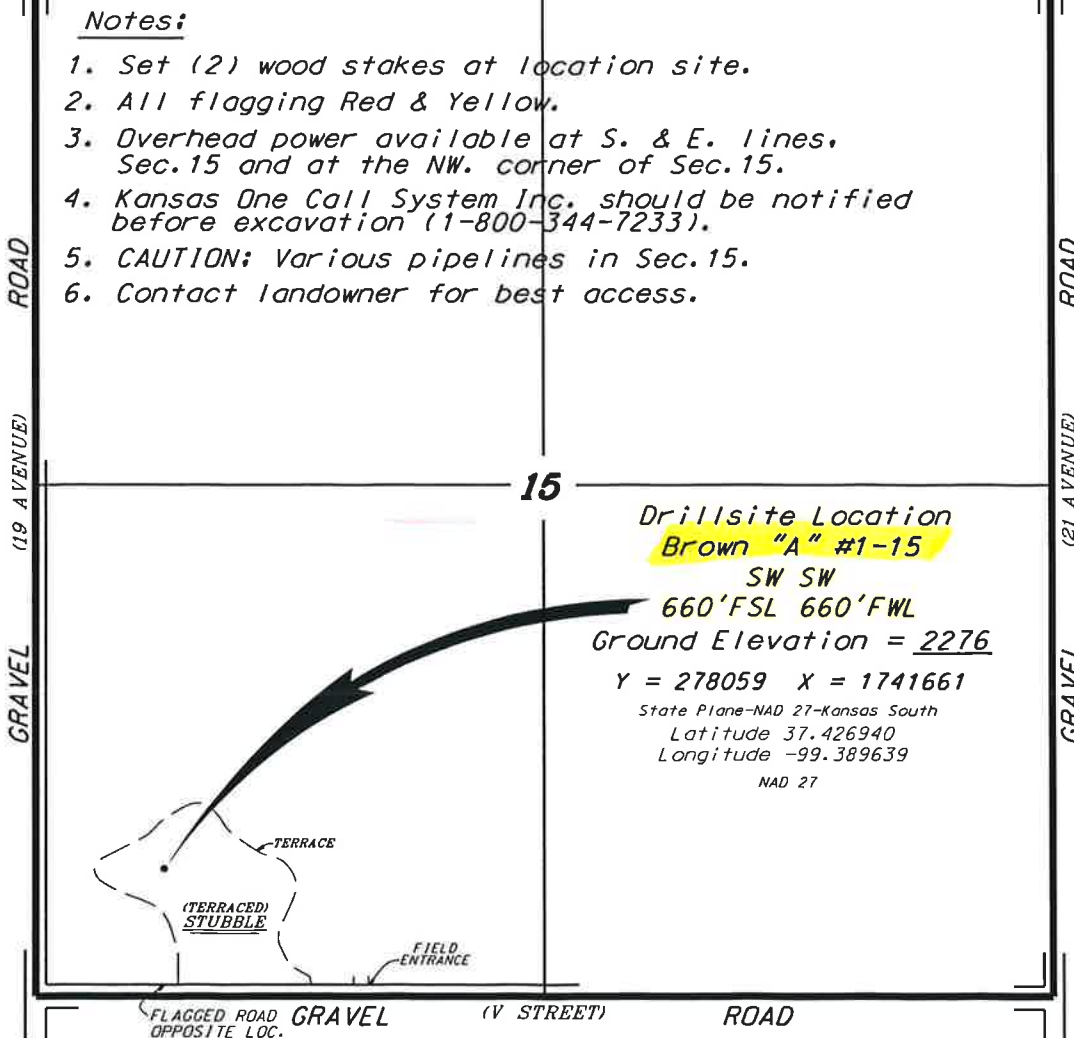 Notes:
1. Set (2) wood stakes at location site.
2. All flagging Red & Yellow.
3. Overhead power available at S. & E. lines.
Sec. 15 and at the NW. corner of Sec. 15.
4. Kansas One Call System Inc. should be notified
before excavation (1-800-344-7233).
5. CAUTION: Various pipelines in Sec. 15.
6. Contact landowner for best access.
ROAD
(19 AVENUE)
GRAVEL
ROAD
(21 AVENUE)
GRAVEL
15
Drillsite Location
Brown "A" #1-15
SW SW
660'FSL 660'FWL
Ground Elevation = 2276
Y = 278059 X = 1741661
State Plane-NAD 27-Kansas South
Latitude 37.426940
Longitude -99.389639
NAD 27
TERRACE
(TERRACED)
STUBBLE
FIELD
ENTRANCE
FLAGGED ROAD
OPPOSITE LOC.
GRAVEL (V STREET) ROAD